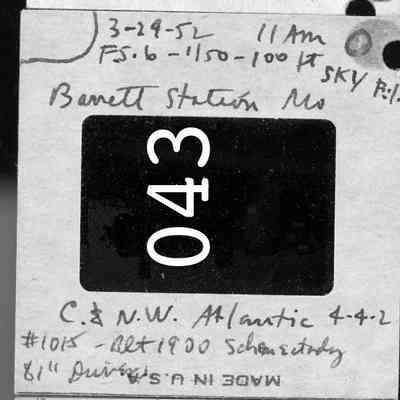 3-29-52 11 AM
F5.6 - 1/50 - 100 ft
SKY
Barrett Station Mo
043
C. & N.W. Atlantic 4-4-2
#1015 - Blt 1900 Schenectady
81" Drivers
MADE IN U.S.A